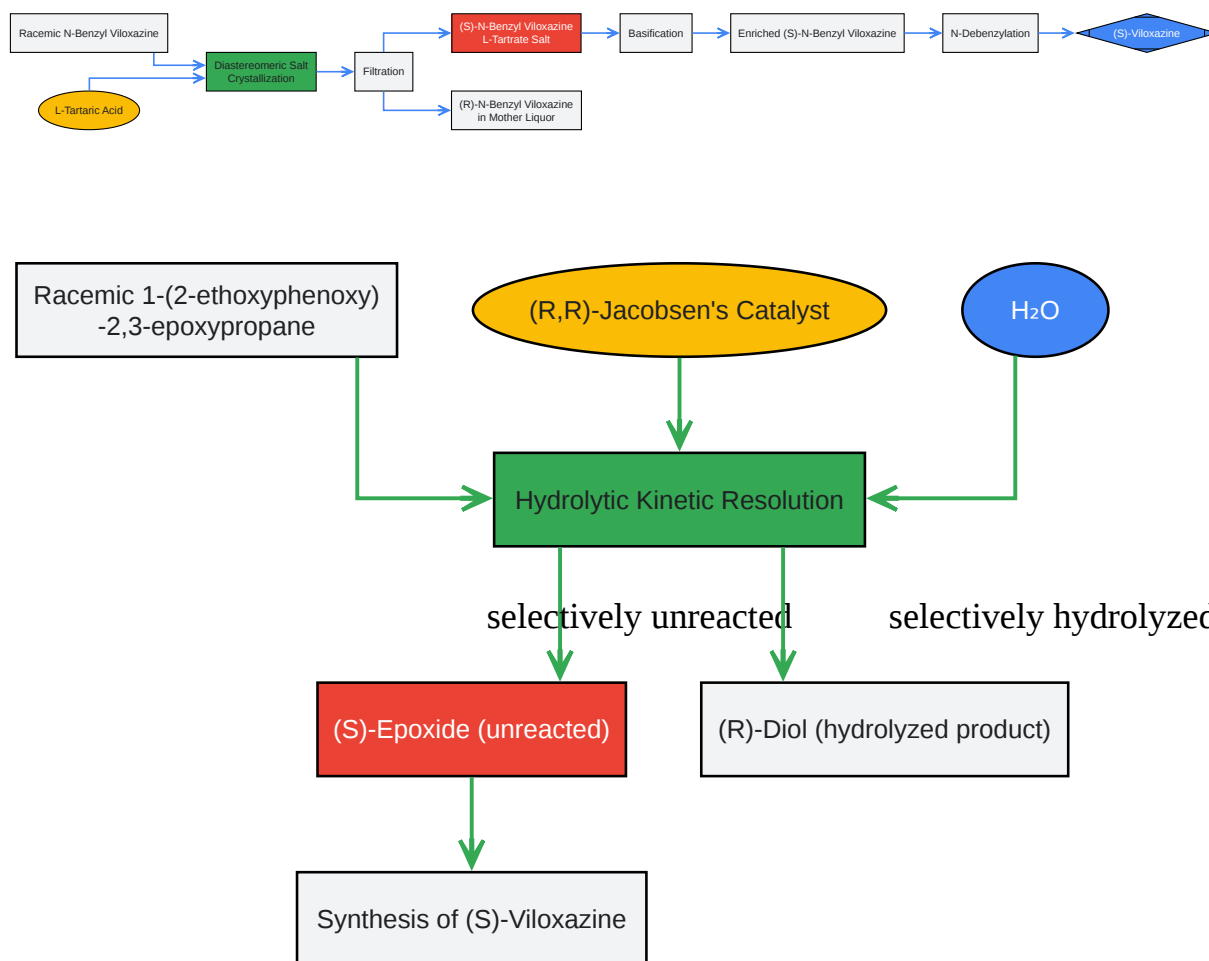 Racemic N-Benzyl Viloxazine
L-Tartaric Acid
Diastereomeric Salt
Crystallization
Filtration
(S)-N-Benzyl Viloxazine
L-Tartrate Salt
(R)-N-Benzyl Viloxazine
in Mother Liquor
Basification
Enriched (S)-N-Benzyl Viloxazine
N-Debenzylation
(S)-Viloxazine
Racemic 1-(2-ethoxyphenoxy)
-2,3-epoxypropane
(R,R)-Jacobsen's Catalyst
H₂O
Hydrolytic Kinetic Resolution
selectively unreacted
selectively hydrolyzed
(S)-Epoxide (unreacted)
(R)-Diol (hydrolyzed product)
Synthesis of (S)-Viloxazine